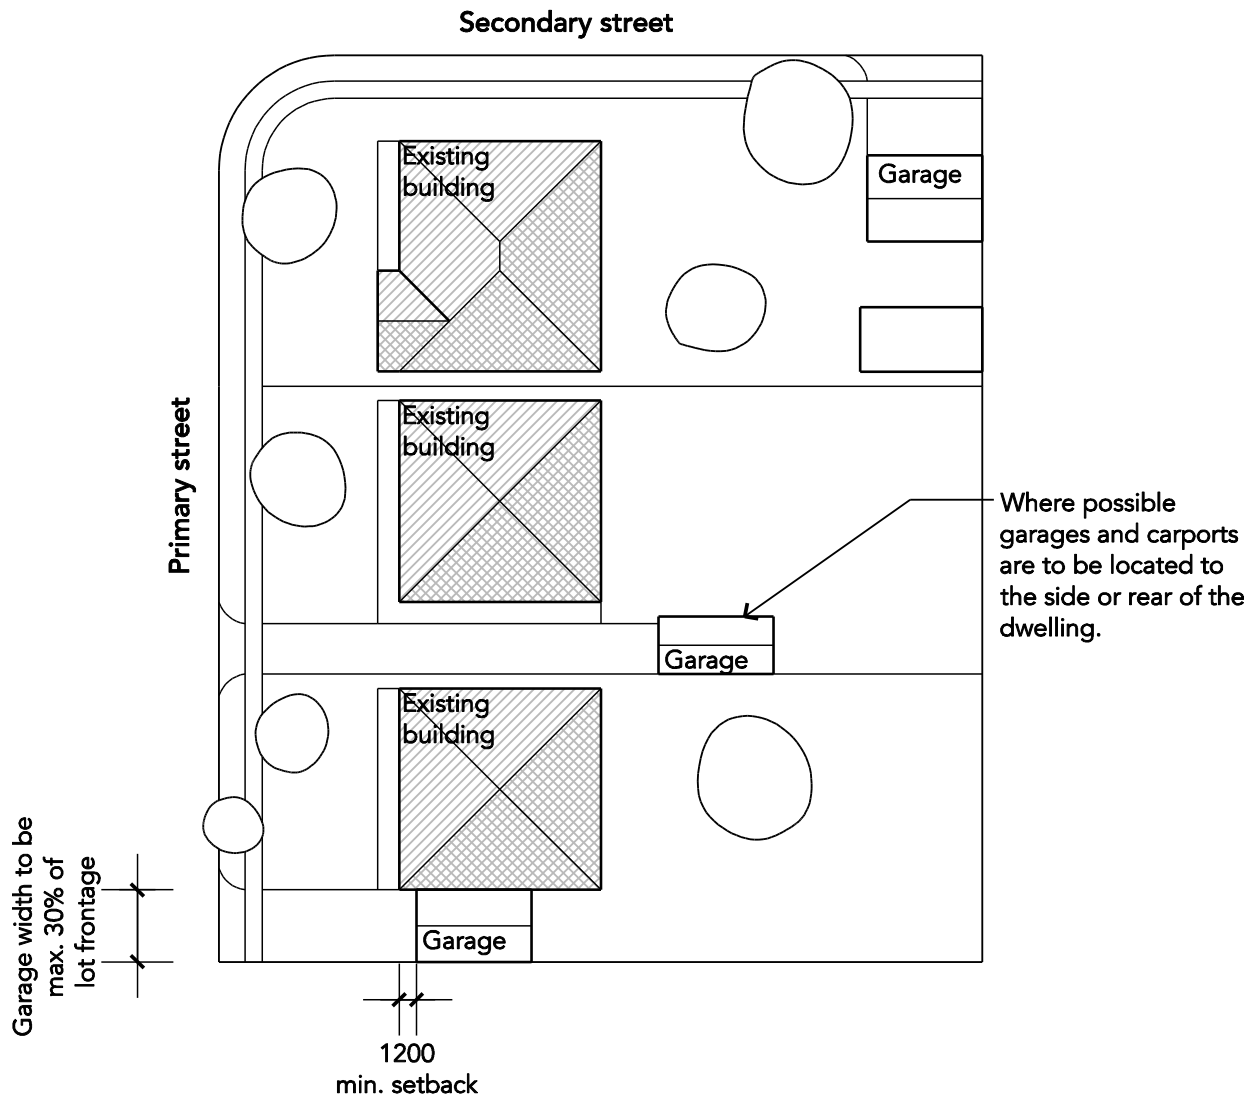 Secondary street
Existing
building
Garage
Primary street
Existing
building
Where possible
garages and carports
are to be located to
the side or rear of the
dwelling.
Garage
Existing
building
Garage width to be
max. 30% of
lot frontage
Garage
1200
min. setback